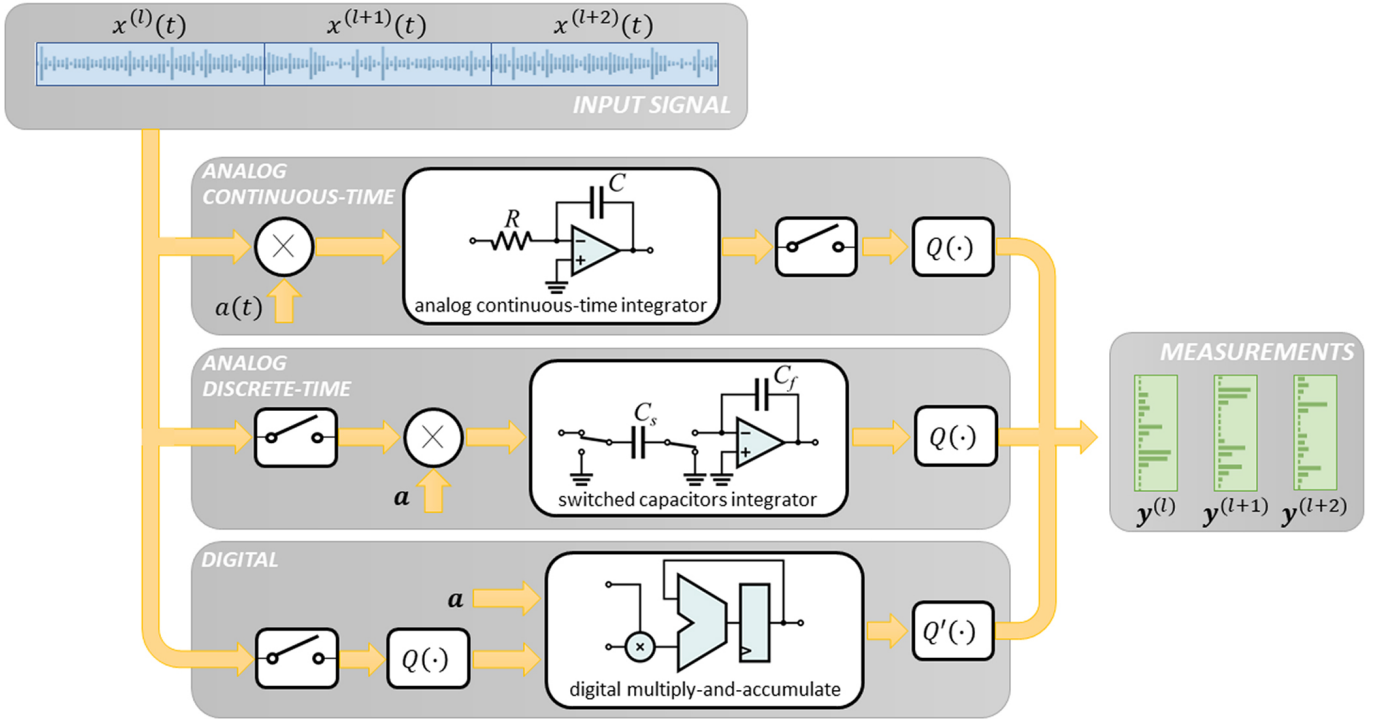 x^{(l)}(t) x^{(l+1)}(t) x^{(l+2)}(t)
INPUT SIGNAL
ANALOG
CONTINUOUS-TIME
×
a(t)
R
C
−
+
analog continuous-time integrator
Q(·)
ANALOG
DISCRETE-TIME
×
a
C_s
C_f
−
+
switched capacitors integrator
Q(·)
DIGITAL
a
Q(·)
×
digital multiply-and-accumulate
Q′(·)
MEASUREMENTS
y^{(l)} y^{(l+1)} y^{(l+2)}